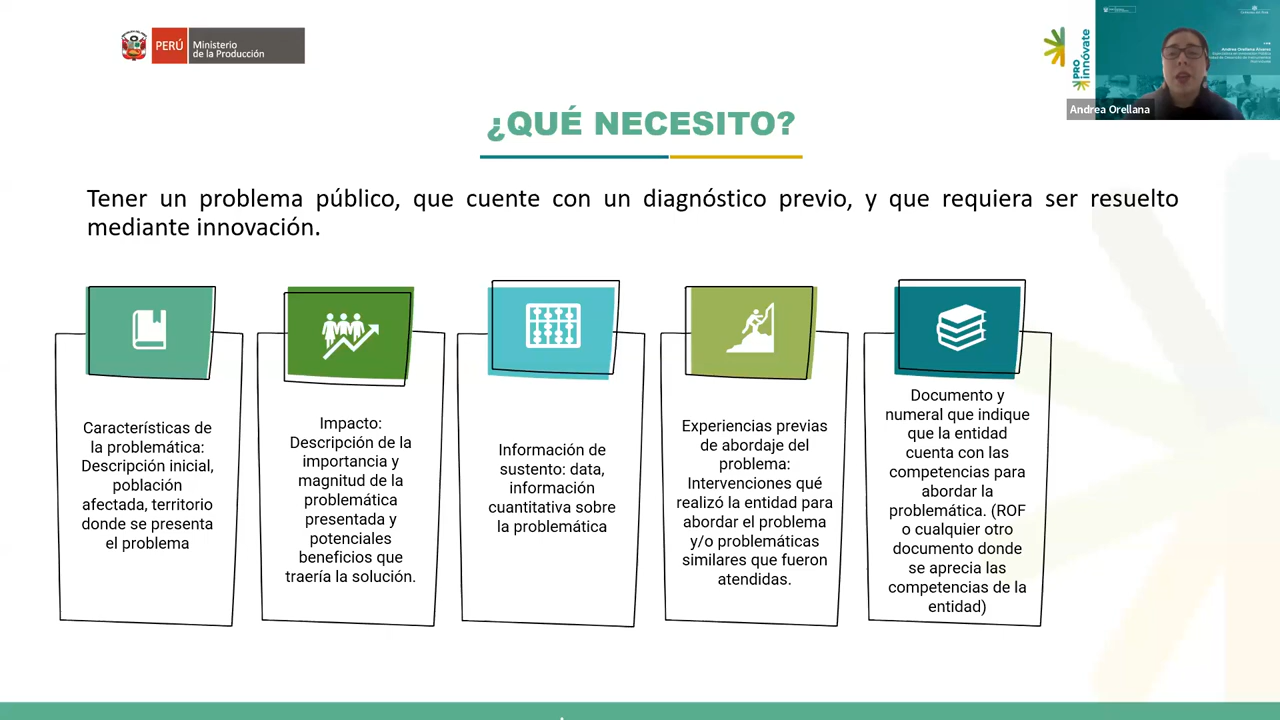 PERÚ
Ministerio
de la Producción
PRO
innóvate
Andrea Orellana Alvarez
Andrea Orellana
¿QUÉ NECESITO?
Tener un problema público, que cuente con un diagnóstico previo, y que requiera ser resuelto
mediante innovación.
Características de
la problemática:
Descripción inicial,
población
afectada, territorio
donde se presenta
el problema
Impacto:
Descripción de la
importancia y
magnitud de la
problemática
presentada y
potenciales
beneficios que
traería la solución.
Información de
sustento: data,
información
cuantitativa sobre
la problemática
Experiencias previas
de abordaje del
problema:
Intervenciones qué
realizó la entidad para
abordar el problema
y/o problemáticas
similares que fueron
atendidas.
Documento y
numeral que indique
que la entidad
cuenta con las
competencias para
abordar la
problemática. (ROF
o cualquier otro
documento donde
se aprecia las
competencias de la
entidad)